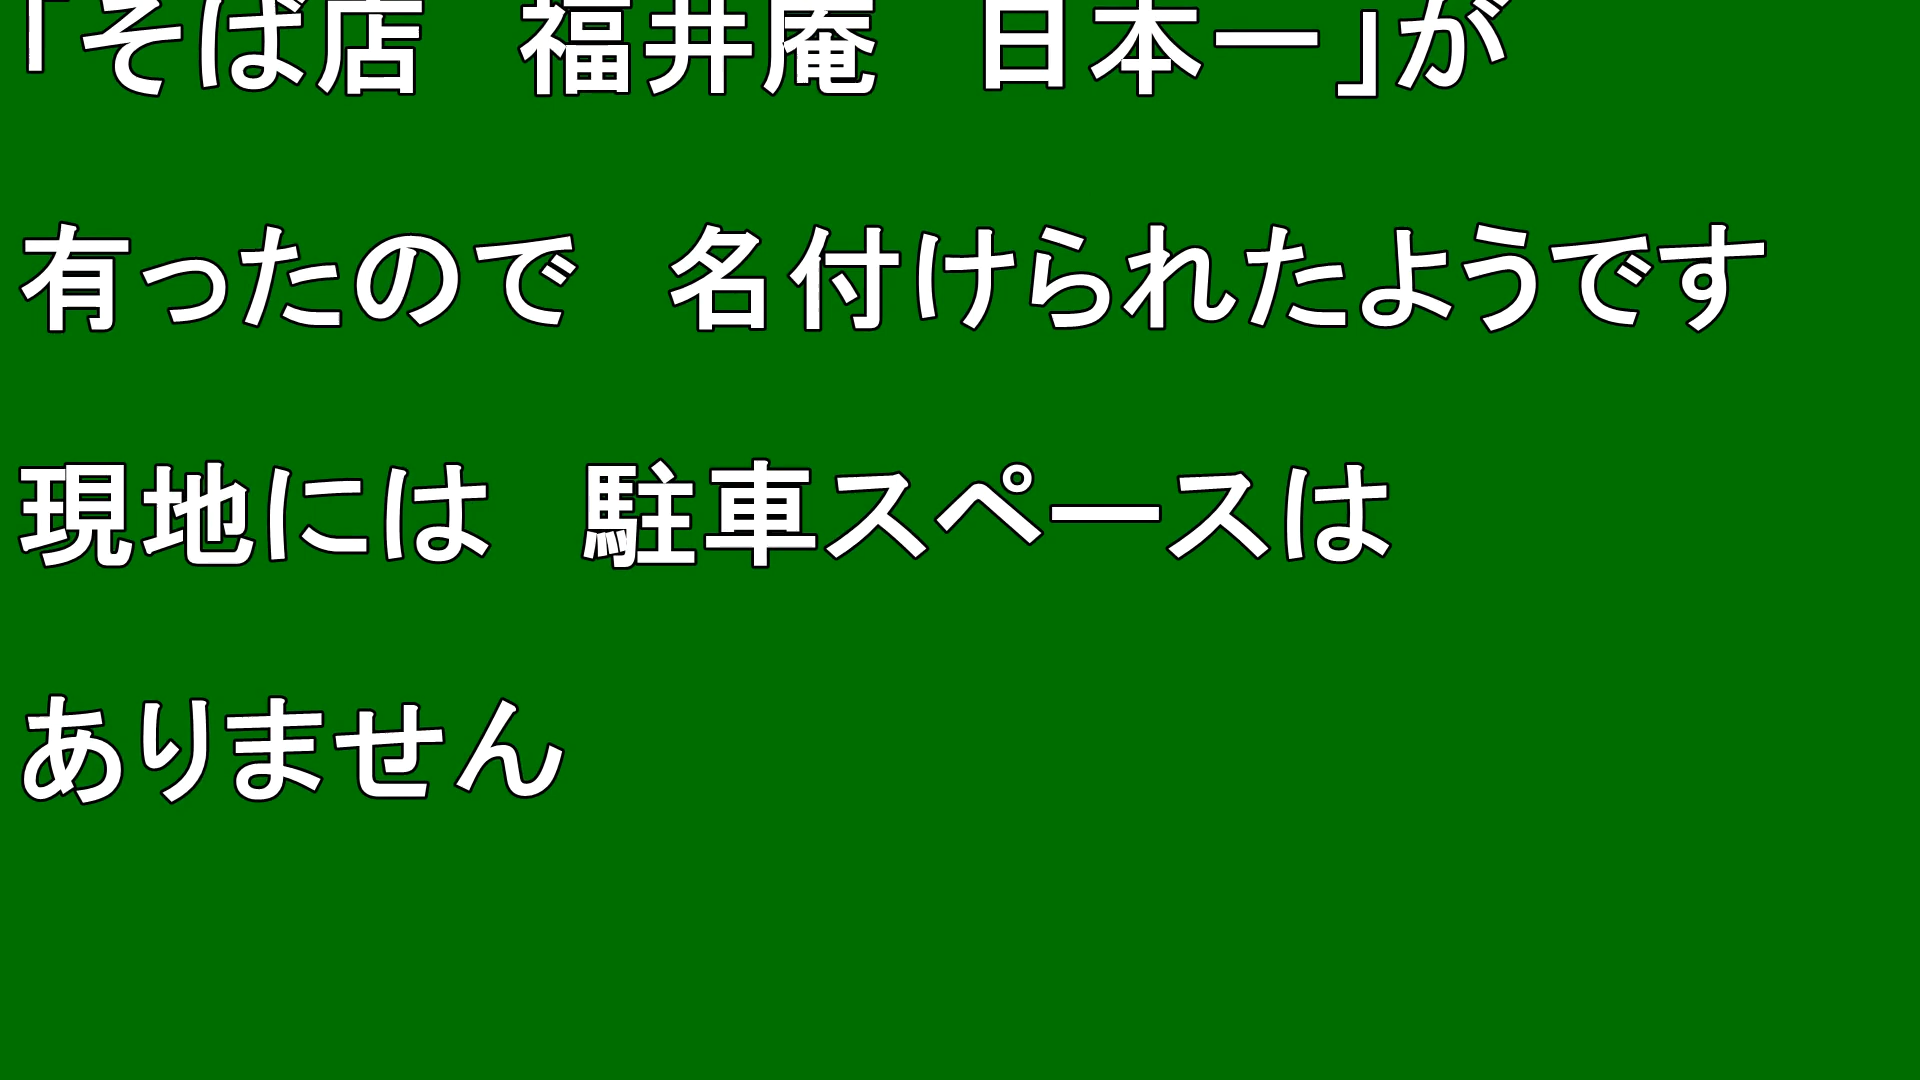 「そば店　福井庵　日本一」が
有ったので　名付けられたようです
現地には　駐車スペースは
ありません